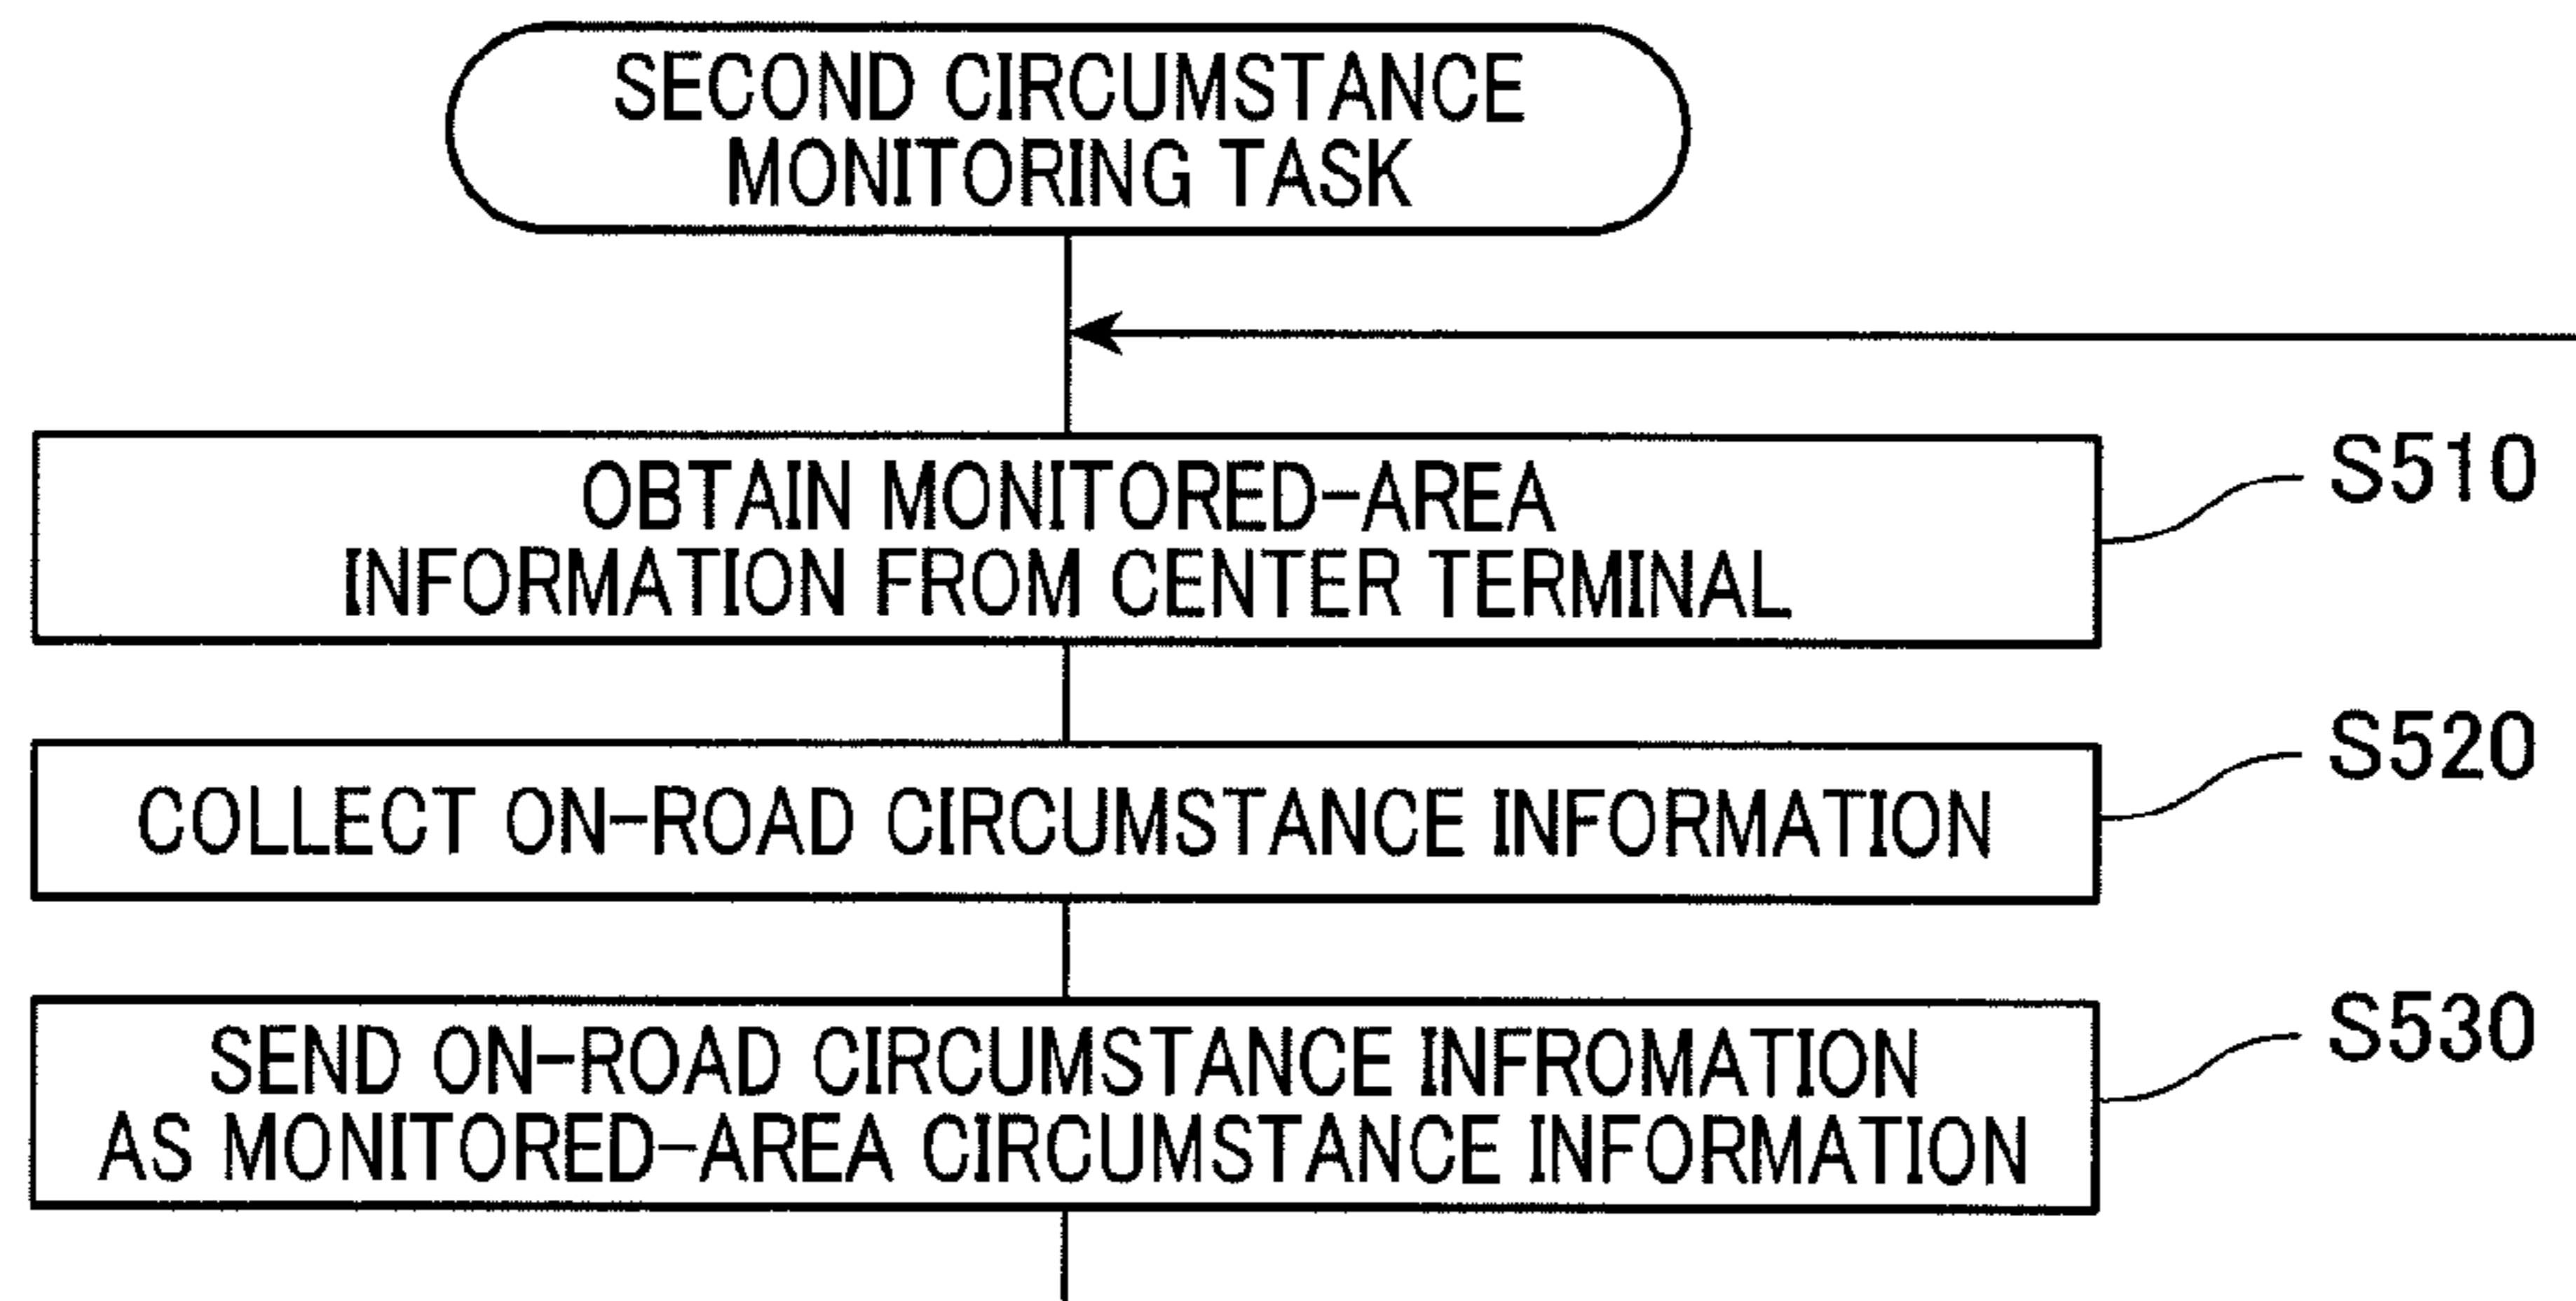 SECOND CIRCUMSTANCE
MONITORING TASK
OBTAIN MONITORED-AREA
INFORMATION FROM CENTER TERMINAL
S510
COLLECT ON-ROAD CIRCUMSTANCE INFORMATION
S520
SEND ON-ROAD CIRCUMSTANCE INFROMATION
AS MONITORED-AREA CIRCUMSTANCE INFORMATION
S530